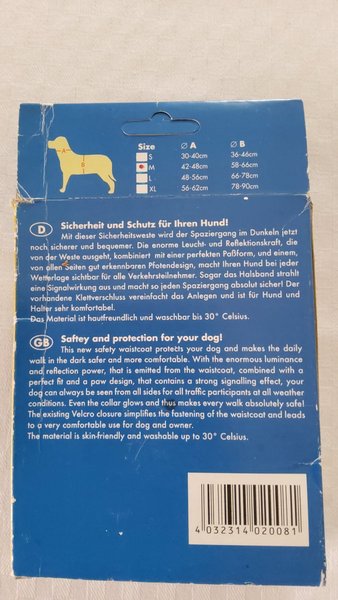 Size Ø A Ø B
S 30-40cm 36-46cm
M 42-48cm 58-66cm
L 48-56cm 66-78cm
XL 56-62cm 78-90cm
A
B
D Sicherheit und Schutz für Ihren Hund!
Mit dieser Sicherheitsweste wird der Spaziergang im Dunkeln jetzt
noch sicherer und bequemer. Die enorme Leucht- und Reflektionskraft, die
von der Weste ausgeht, kombiniert mit einer perfekten Paßform, und einem,
von allen Seiten gut erkennbaren Pfotendesign, macht Ihren Hund bei jeder
Wetterlage sichtbar für alle Verkehrsteilnehmer. Sogar das Halsband strahlt
eine Signalwirkung aus und macht so jeden Spaziergang absolut sicher! Der
vorhandene Klettverschluss vereinfacht das Anlegen und ist für Hund und
Halter sehr komfortabel.
Das Material ist hautfreundlich und waschbar bis 30° Celsius.
GB Saftey and protection for your dog!
This new safety waistcoat protects your dog and makes the daily
walk in the dark safer and more comfortable. With the enormous luminance
and reflection power, that is emitted from the waistcoat, combined with a
perfect fit and a paw design, that contains a strong signalling effect, your
dog can always be seen from all sides for all traffic participants at all weather
conditions. Even the collar glows and thus makes every walk absolutely safe!
The existing Velcro closure simplifies the fastening of the waistcoat and leads
to a very comfortable use for dog and owner.
The material is skin-friendly and washable up to 30° Celsius.
4 032314 020081